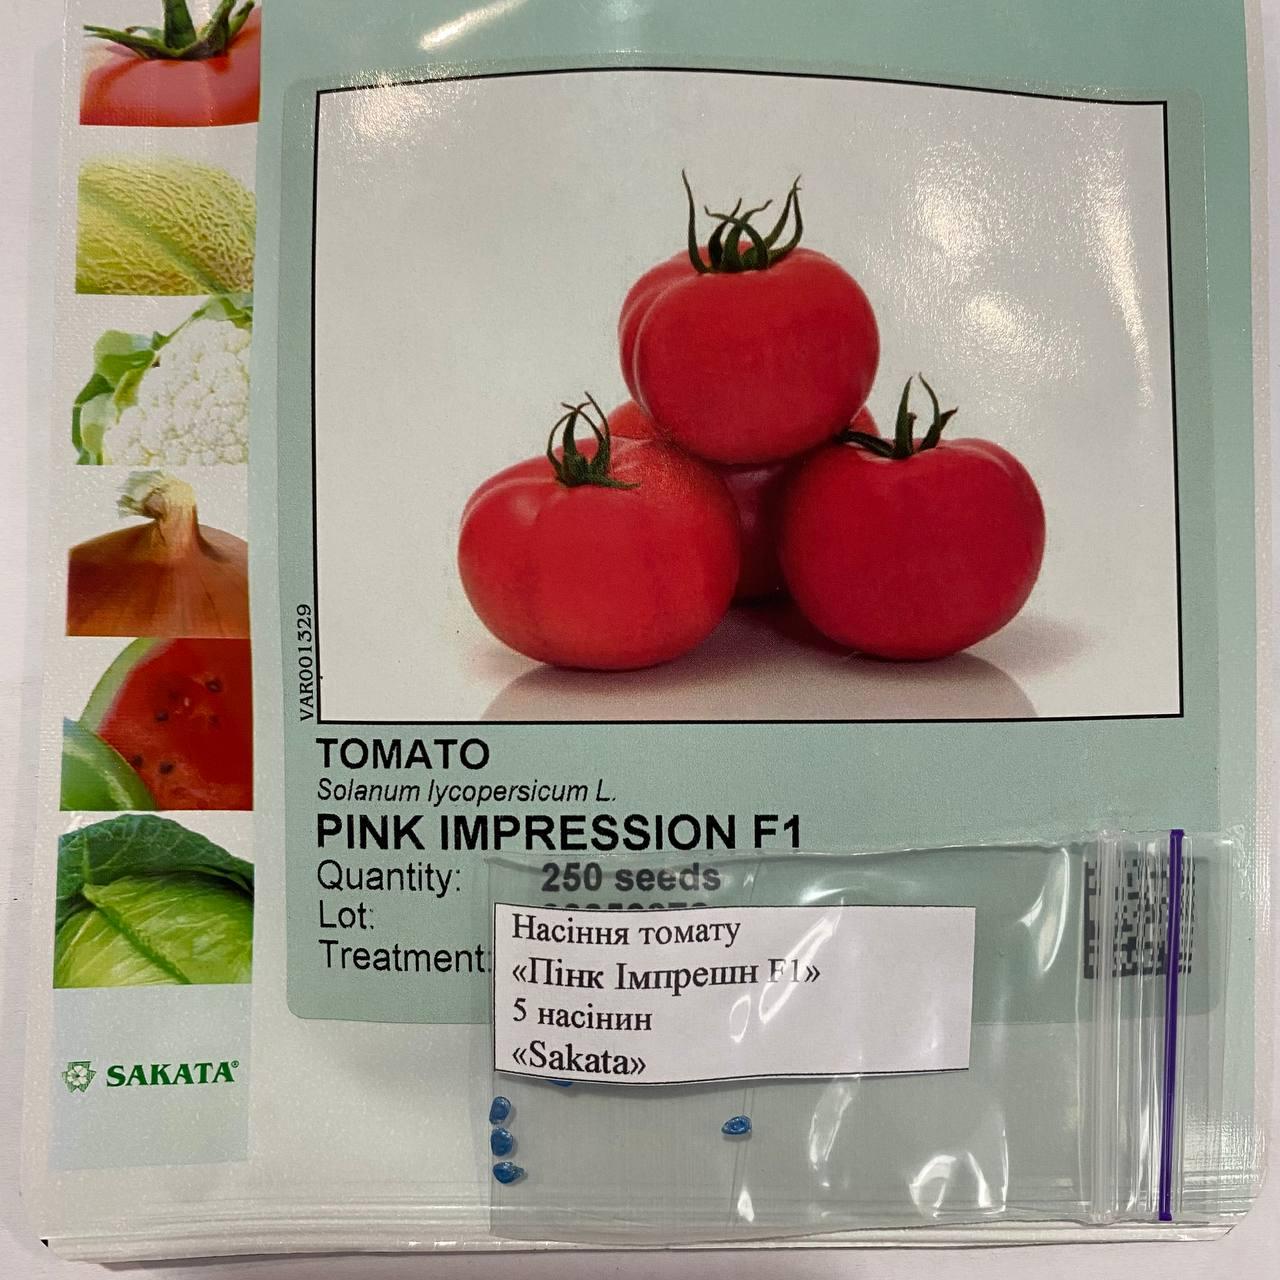 VAR001329
TOMATO
Solanum lycopersicum L.
PINK IMPRESSION F1
Quantity: 250 seeds
Lot:
Treatment:
Насіння томату
«Пінк Імпрешн F1»
5 насінин
«Sakata»
SAKATA®